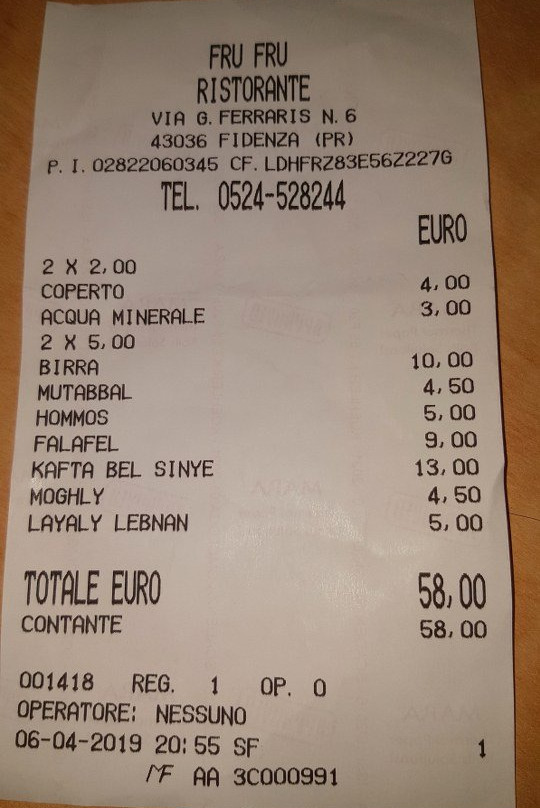 FRU FRU
RISTORANTE
VIA G. FERRARIS N. 6
43036 FIDENZA (PR)
P. I. 02822060345 CF. LDHFRZ83E56Z227G
TEL. 0524-528244
EURO
2 X 2,00
COPERTO 4,00
ACQUA MINERALE 3,00
2 X 5,00
BIRRA 10,00
MUTABBAL 4,50
HOMMOS 5,00
FALAFEL 9,00
KAFTA BEL SINYE 13,00
MOGHLY 4,50
LAYALY LEBNAN 5,00
TOTALE EURO 58,00
CONTANTE 58,00
001418 REG. 1 OP. 0
OPERATORE: NESSUNO
06-04-2019 20:55 SF 1
MF AA 3C000991